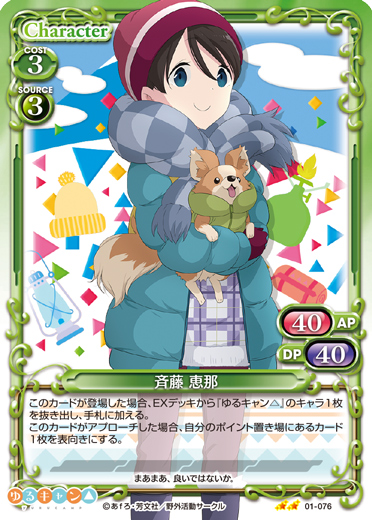 Character
COST
3
SOURCE
3
40 AP
DP 40
斉藤 恵那
このカードが登場した場合、EXデッキから『ゆるキャン△』のキャラ1枚
を抜き出し、手札に加える。
このカードがアプローチした場合、自分のポイント置き場にあるカード
1枚を表向きにする。
まあまあ、良いではないか。
ゆるキャン△
©あfろ・芳文社/野外活動サークル
01-076